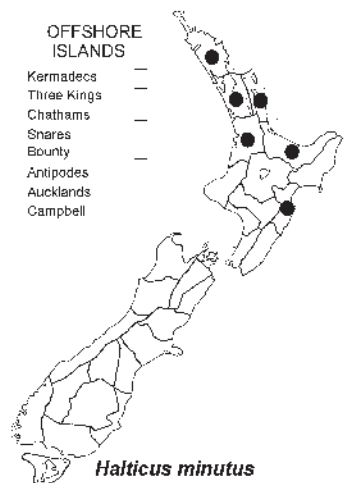 OFFSHORE
ISLANDS
Kermadecs
Three Kings
Chathams
Snares
Bounty
Antipodes
Aucklands
Campbell
Halticus minutus